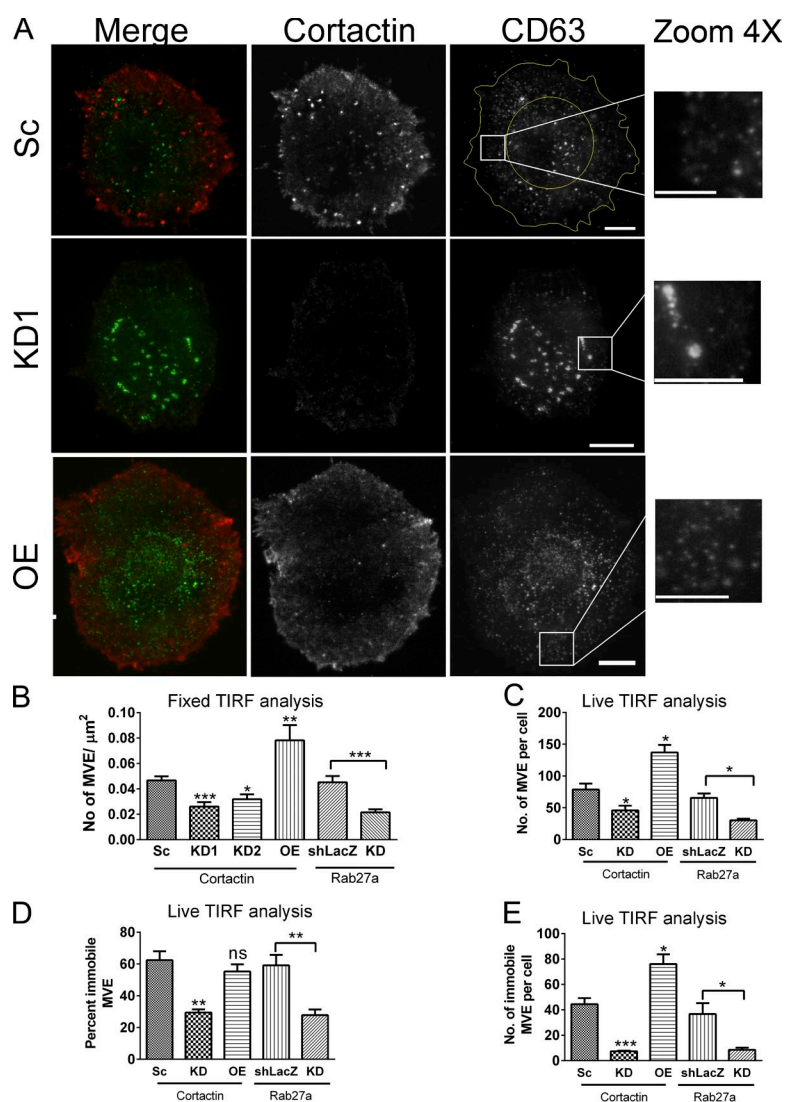 A
Merge Cortactin CD63 Zoom 4X
Sc
KD1
OE
B
Fixed TIRF analysis
No of MVE/ μm²
0.10
0.08
0.06
0.04
0.02
0.00
*** * ** ***
Sc KD1 KD2 OE shLacZ KD
Cortactin Rab27a
C
Live TIRF analysis
No. of MVE per cell
200
150
100
50
0
* * *
Sc KD OE shLacZ KD
Cortactin Rab27a
D
Live TIRF analysis
Percent immobile
MVE
80
60
40
20
0
** ns **
Sc KD OE shLacZ KD
Cortactin Rab27a
E
Live TIRF analysis
No. of immobile
MVE per cell
100
80
60
40
20
0
*** * *
Sc KD OE shLacZ KD
Cortactin Rab27a